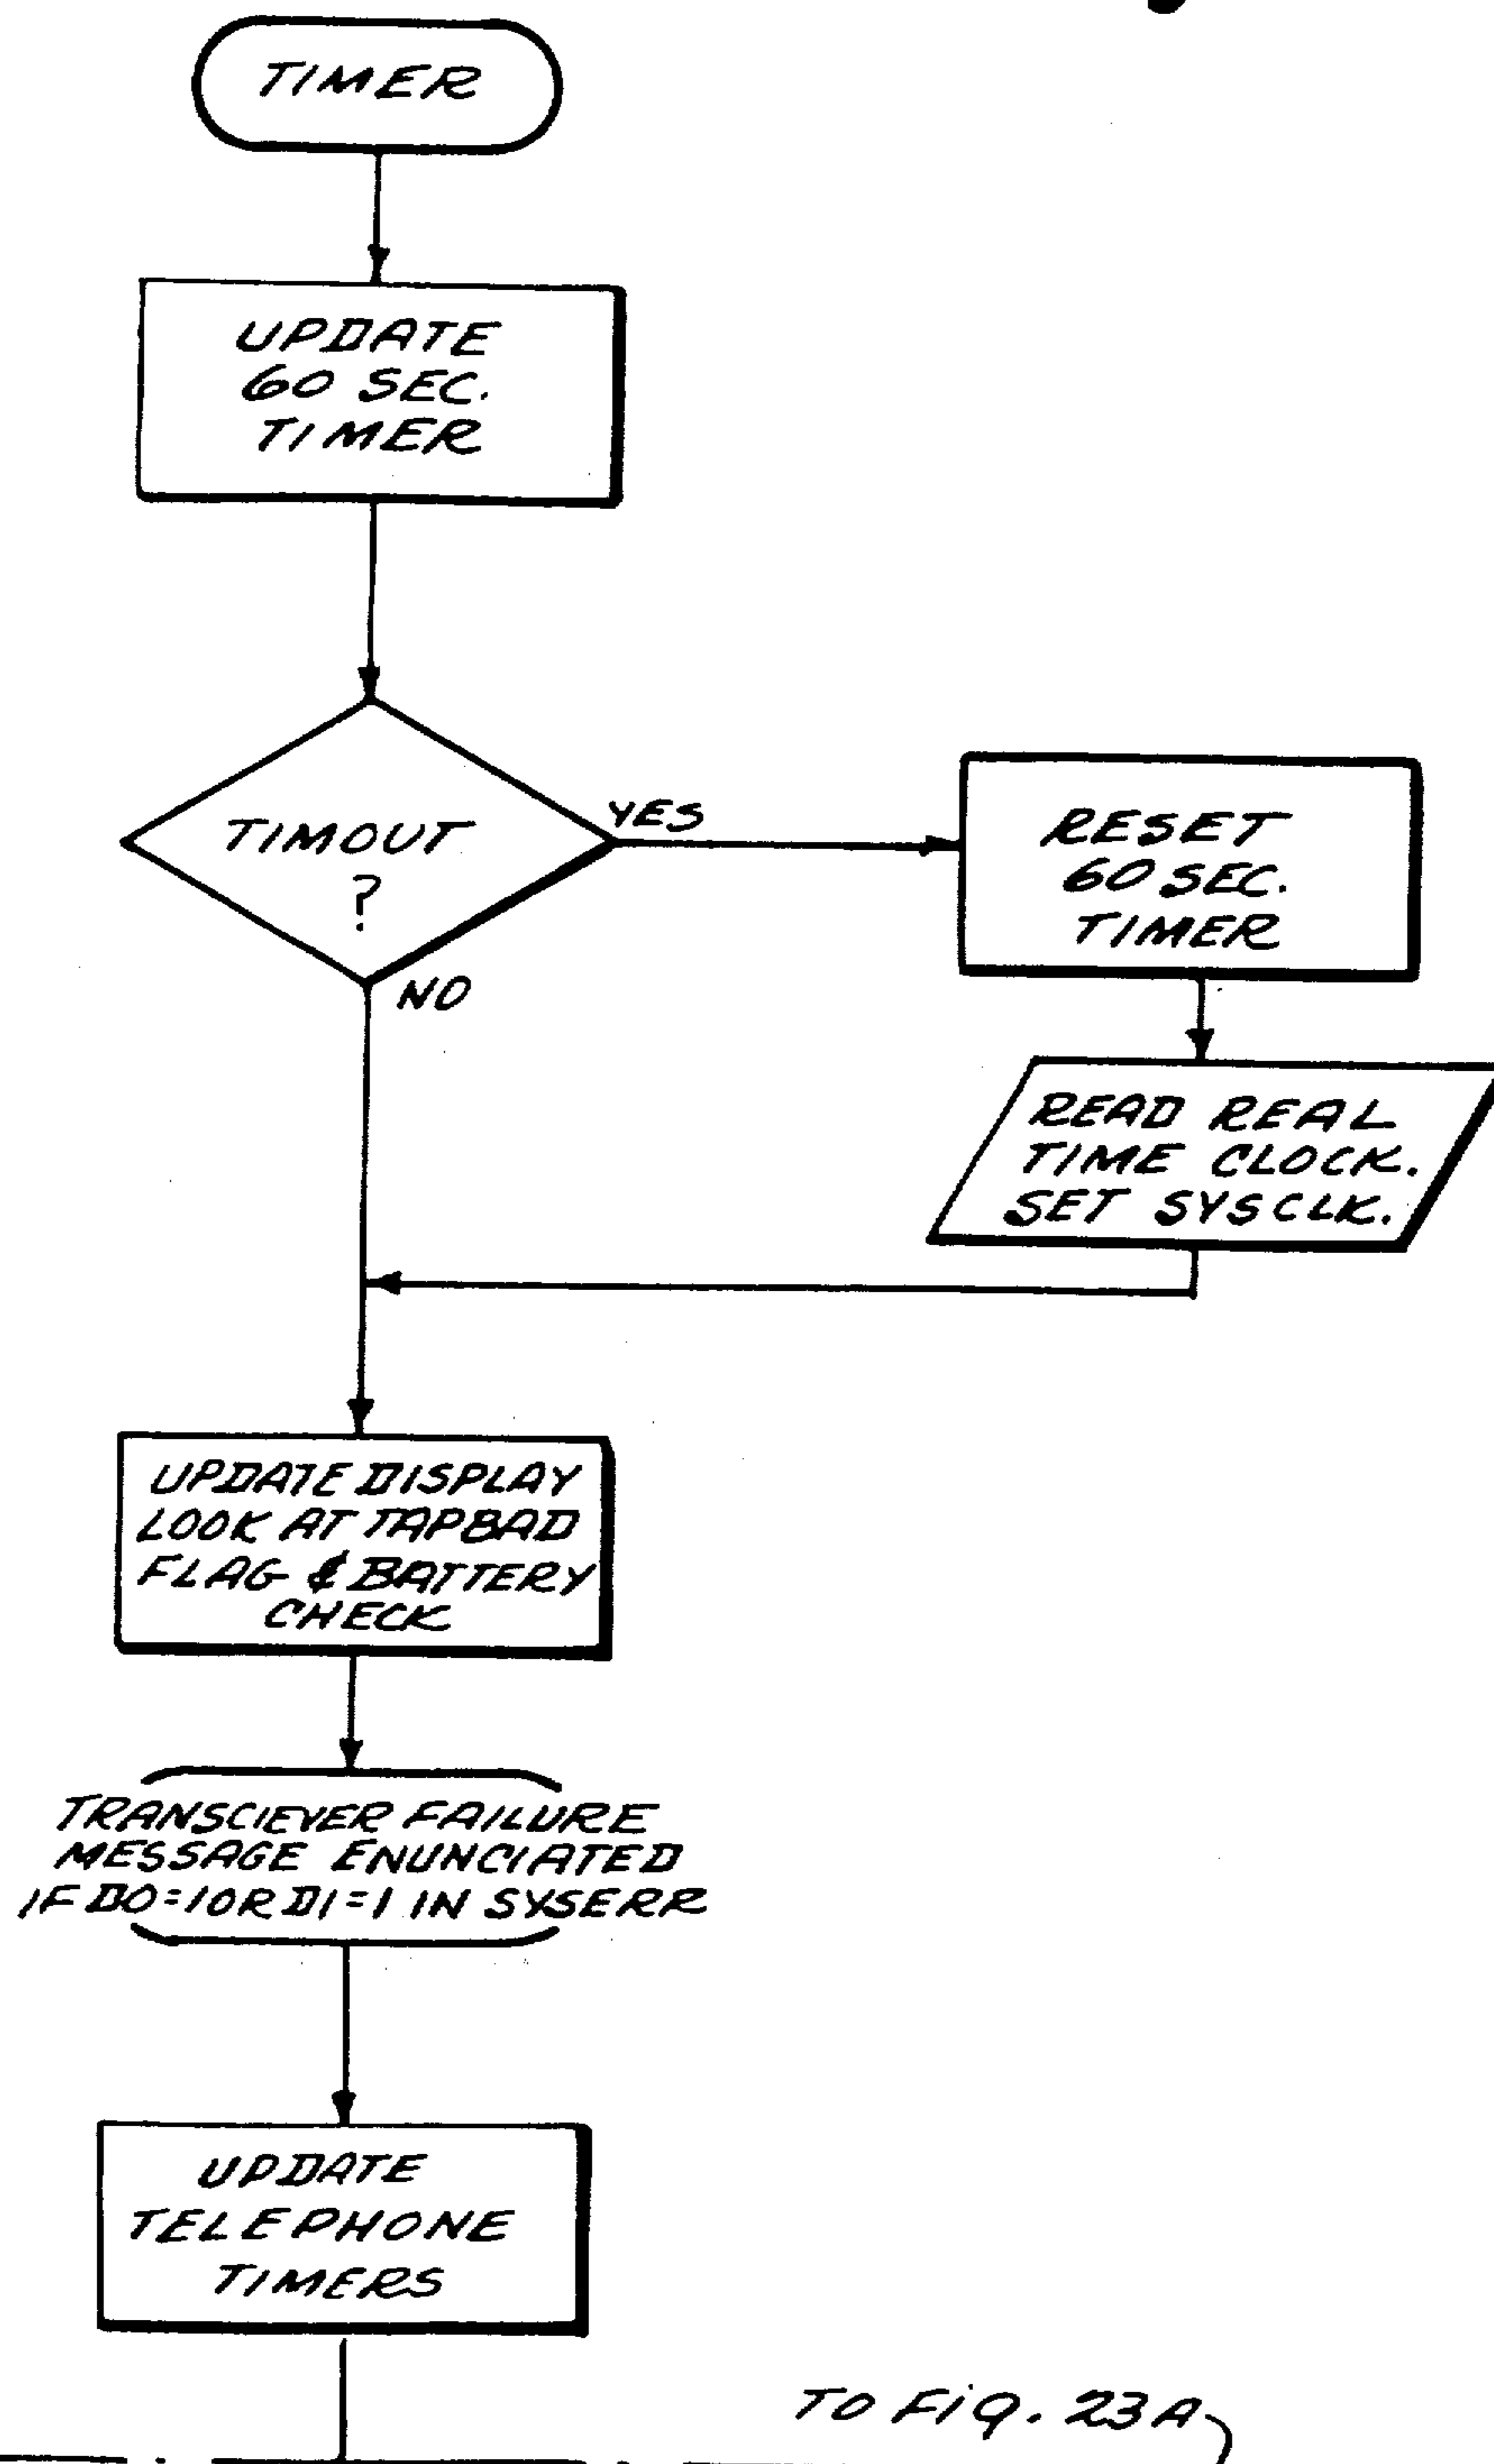 TIMER
UPDATE
60 SEC.
TIMER
TIMOUT
?
YES
NO
RESET
60 SEC.
TIMER
READ REAL
TIME CLOCK.
SET SYSCLK.
UPDATE DISPLAY
LOOK AT TAPBAD
FLAG & BATTERY
CHECK
TRANSCIEVER FAILURE
MESSAGE ENUNCIATED
IF D0=1 OR D1=1 IN SYSERR
UPDATE
TELEPHONE
TIMERS
TO FIG. 23A